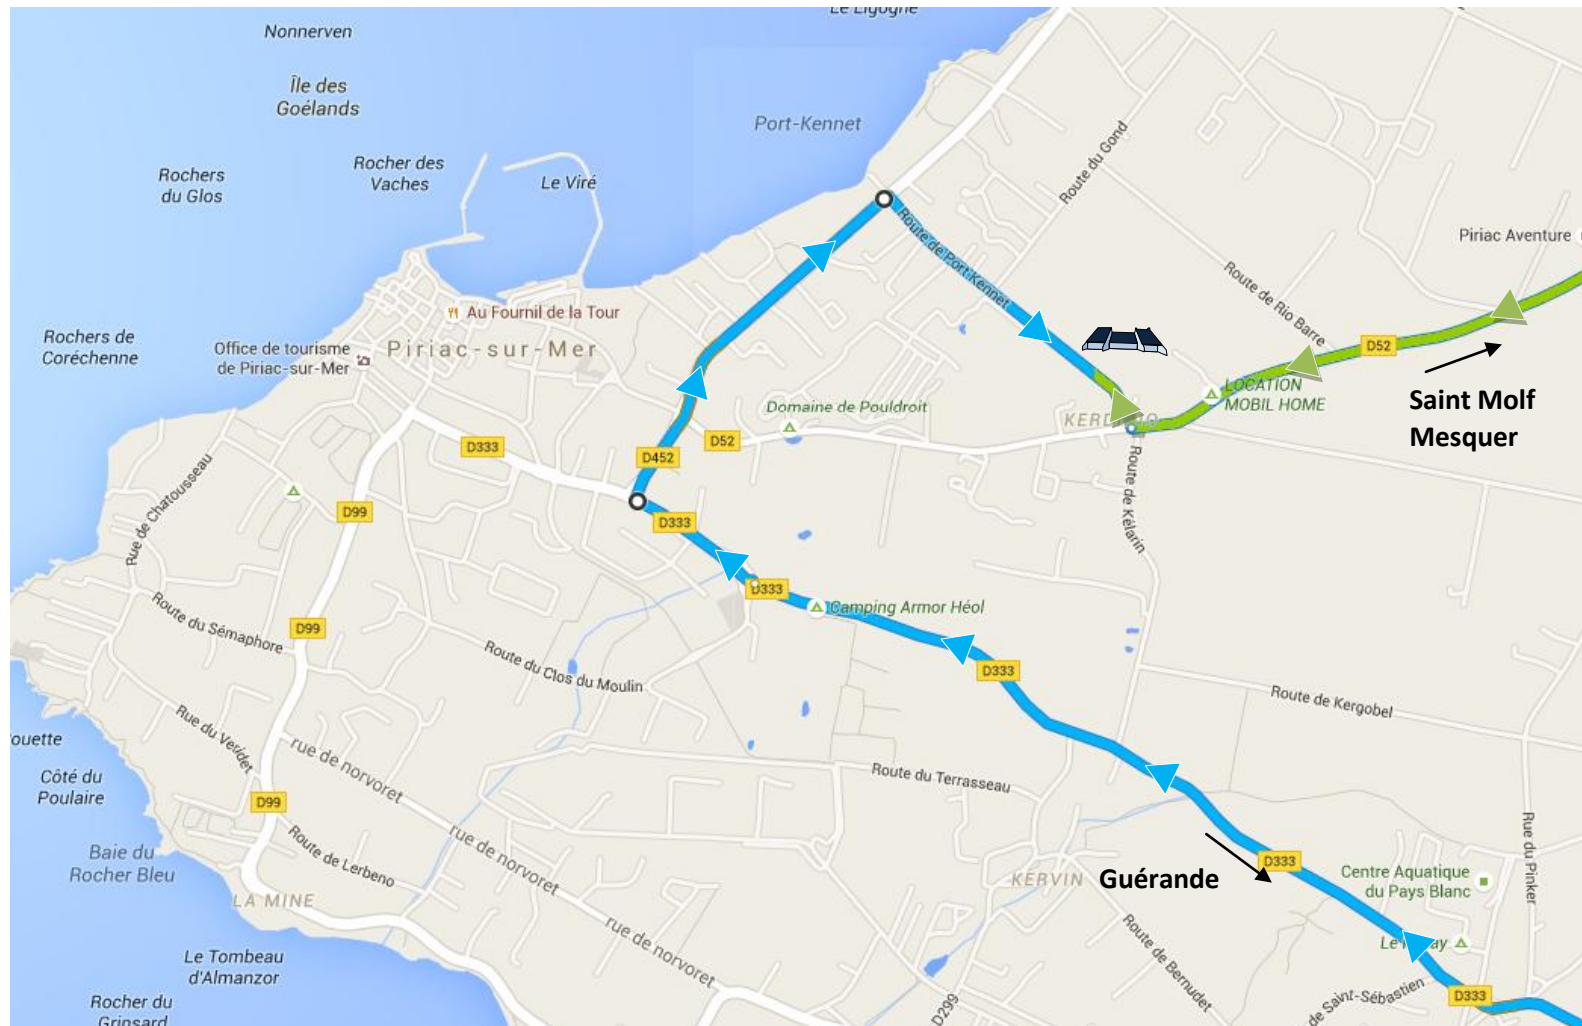 Le Ligogne
Nonnerven
Île des
Goélands
Port-Kennet
Rocher des
Vaches
Le Viré
Rochers
du Glos
Route du Gond
Piriac Aventure
Route de Port Kennet
Route de Rio Barre
Au Fournil de la Tour
Rochers de
Coréchenne
Office de tourisme
de Piriac-sur-Mer
Piriac-sur-Mer
D52
LOCATION
MOBIL HOME
Saint Molf
Mesquer
Domaine de Pouldroit
D52
D333
D452
Route de Kélarin
Rue de Chatousseau
D99
D333
D333
Camping Armor Héol
Route du Sémaphore
D99
Route du Clos du Moulin
D333
Route de Kergobel
Rue du Veridet
rue de norvoret
Route du Terrasseau
Côté du
Poulaire
D99
rue de norvoret
Route de Lerbeno
Rue du Pinker
Baie du
Rocher Bleu
D333
Centre Aquatique
du Pays Blanc
Guérande
KERVIN
LA MINE
rue de norvoret
Route de Bernudet
Le Tombeau
d'Almanzor
D299
de Saint-Sébastien
D333
Rocher du
Grinsard